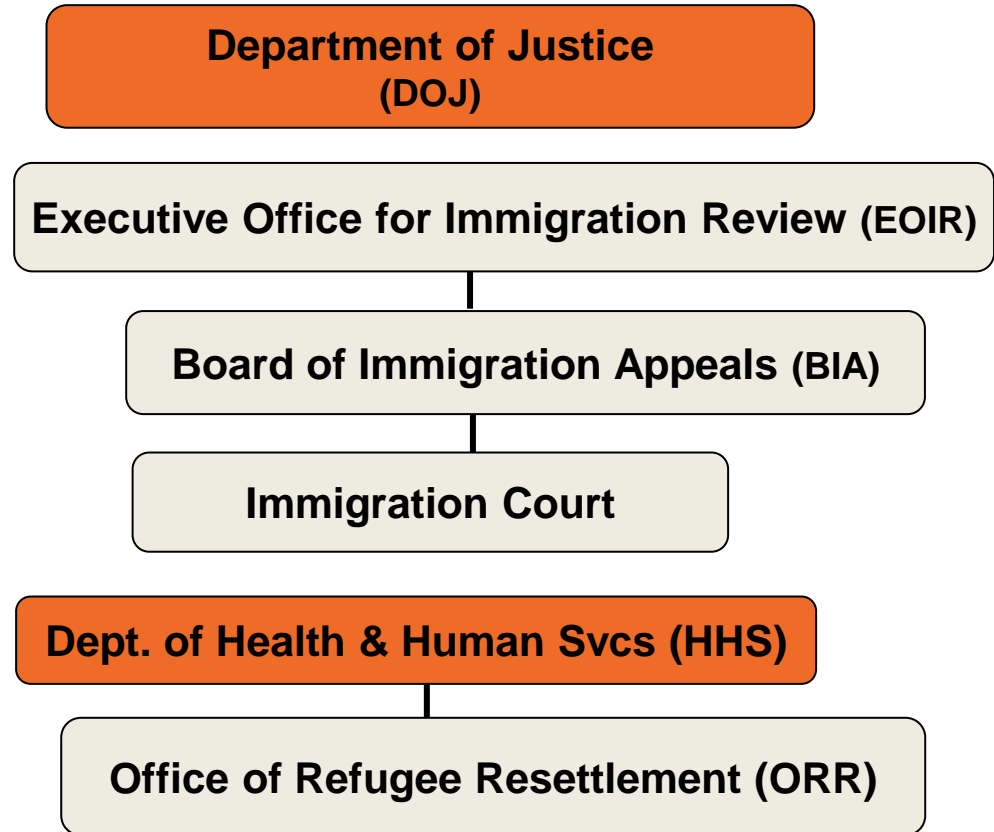 Department of Justice
(DOJ)
Executive Office for Immigration Review (EOIR)
Board of Immigration Appeals (BIA)
Immigration Court
Dept. of Health & Human Svcs (HHS)
Office of Refugee Resettlement (ORR)